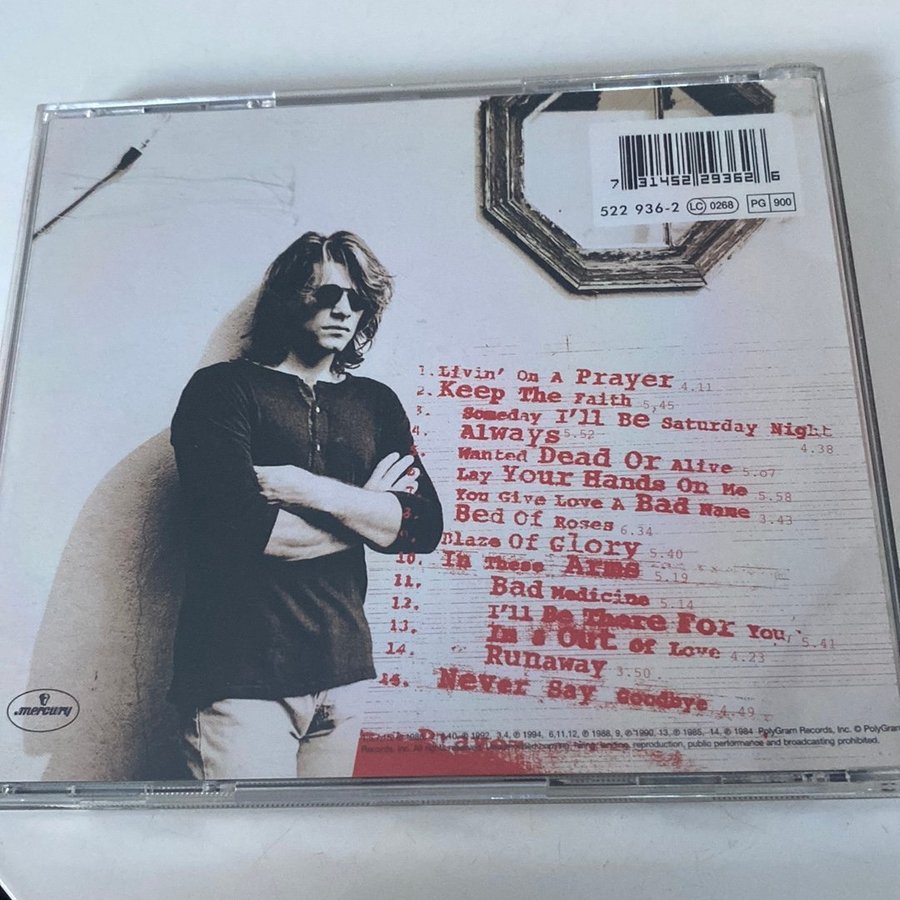 7 31452 29362 6
522 936-2 LC 0268 PG 900
1. Livin' On A Prayer 4.11
2. Keep The Faith 5,45
3. Someday I'll Be Saturday Night 4.38
4. Always 5.52
Wanted Dead Or Alive 5.07
6 Lay Your Hands On Me 5.58
7 You Give Love A Bad Name 3.43
8. Bed Of Roses 6.34
9. Blaze Of Glory 5.40
10. In These Arms 5.19
11. Bad Medicine 5.14
12. I'll Be There For You 5.41
13. In & Out Of Love 4.23
14. Runaway 3.50
Never Say Goodbye 4.49
mercury
℗ 1992, 3,4, ℗ 1994, 6,11,12, ℗ 1988, 9, ℗1990, 13, ℗ 1985, 14, ℗ 1984 PolyGram Records, Inc. © PolyGram
Records, Inc. All rights reproduction, public performance and broadcasting prohibited.